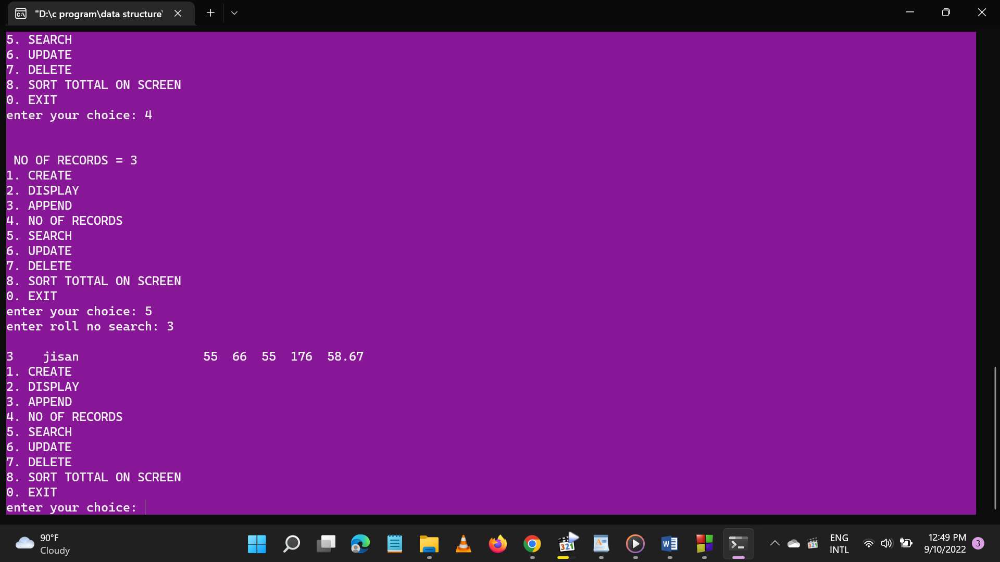 "D:\c program\data structure\
5. SEARCH
6. UPDATE
7. DELETE
8. SORT TOTTAL ON SCREEN
0. EXIT
enter your choice: 4
NO OF RECORDS = 3
1. CREATE
2. DISPLAY
3. APPEND
4. NO OF RECORDS
5. SEARCH
6. UPDATE
7. DELETE
8. SORT TOTTAL ON SCREEN
0. EXIT
enter your choice: 5
enter roll no search: 3
3 jisan 55 66 55 176 58.67
1. CREATE
2. DISPLAY
3. APPEND
4. NO OF RECORDS
5. SEARCH
6. UPDATE
7. DELETE
8. SORT TOTTAL ON SCREEN
0. EXIT
enter your choice:
90°F
Cloudy
321
W
321
ENG
INTL
12:49 PM
9/10/2022
3